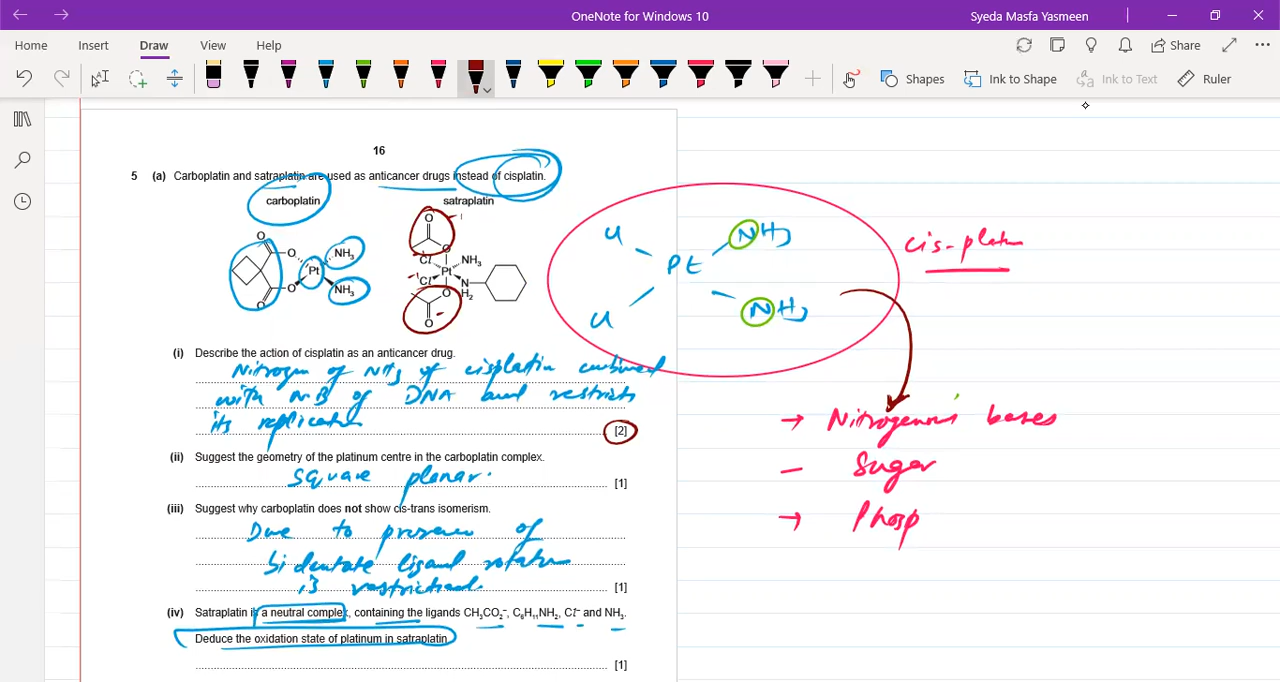 OneNote for Windows 10
Syeda Masfa Yasmeen
Home Insert Draw View Help
Share
Shapes Ink to Shape Ink to Text Ruler
16
5 (a) Carboplatin and satraplatin are used as anticancer drugs instead of cisplatin.
caroplatin satraplatin
O
O
O
O
Pt
NH₃
NH₃
O
O
Cl
Cl
Pt
NH₃
N
H₂
O
O
Cl
Cl
Pt
NH3
NH3
cis-platin
(i) Describe the action of cisplatin as an anticancer drug.
Nitrogen of NH3 of cisplatin combined
with NB of DNA and restricts
its replication
[2]
(ii) Suggest the geometry of the platinum centre in the carboplatin complex.
square planar.
[1]
(iii) Suggest why carboplatin does not show cis-trans isomerism.
Due to presence of
bidentate ligand rotation
is restricted.
[1]
(iv) Satraplatin is a neutral complex, containing the ligands CH₃CO₂⁻, C₆H₁₁NH₂, Cl⁻ and NH₃.
Deduce the oxidation state of platinum in satraplatin
[1]
→ Nitrogenous bases
– Sugar
→ Phosp